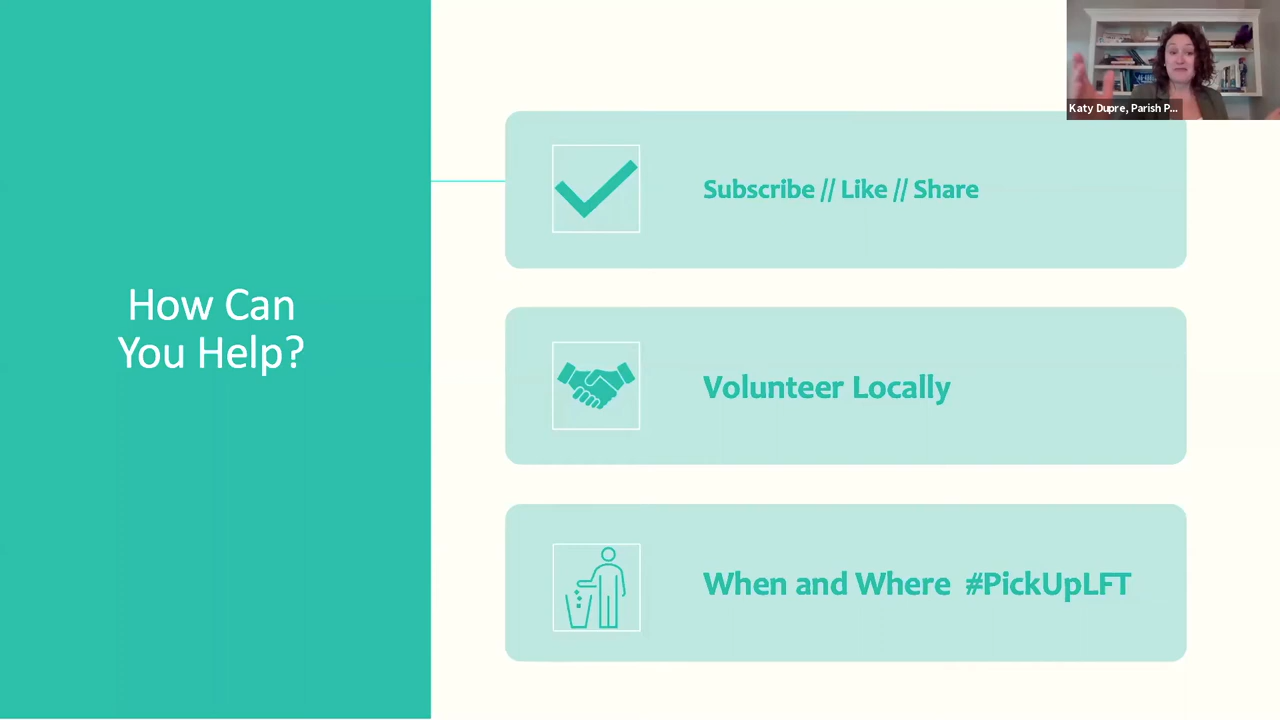 Katy Dupre, Parish P...
How Can
You Help?
Subscribe // Like // Share
Volunteer Locally
When and Where #PickUpLFT